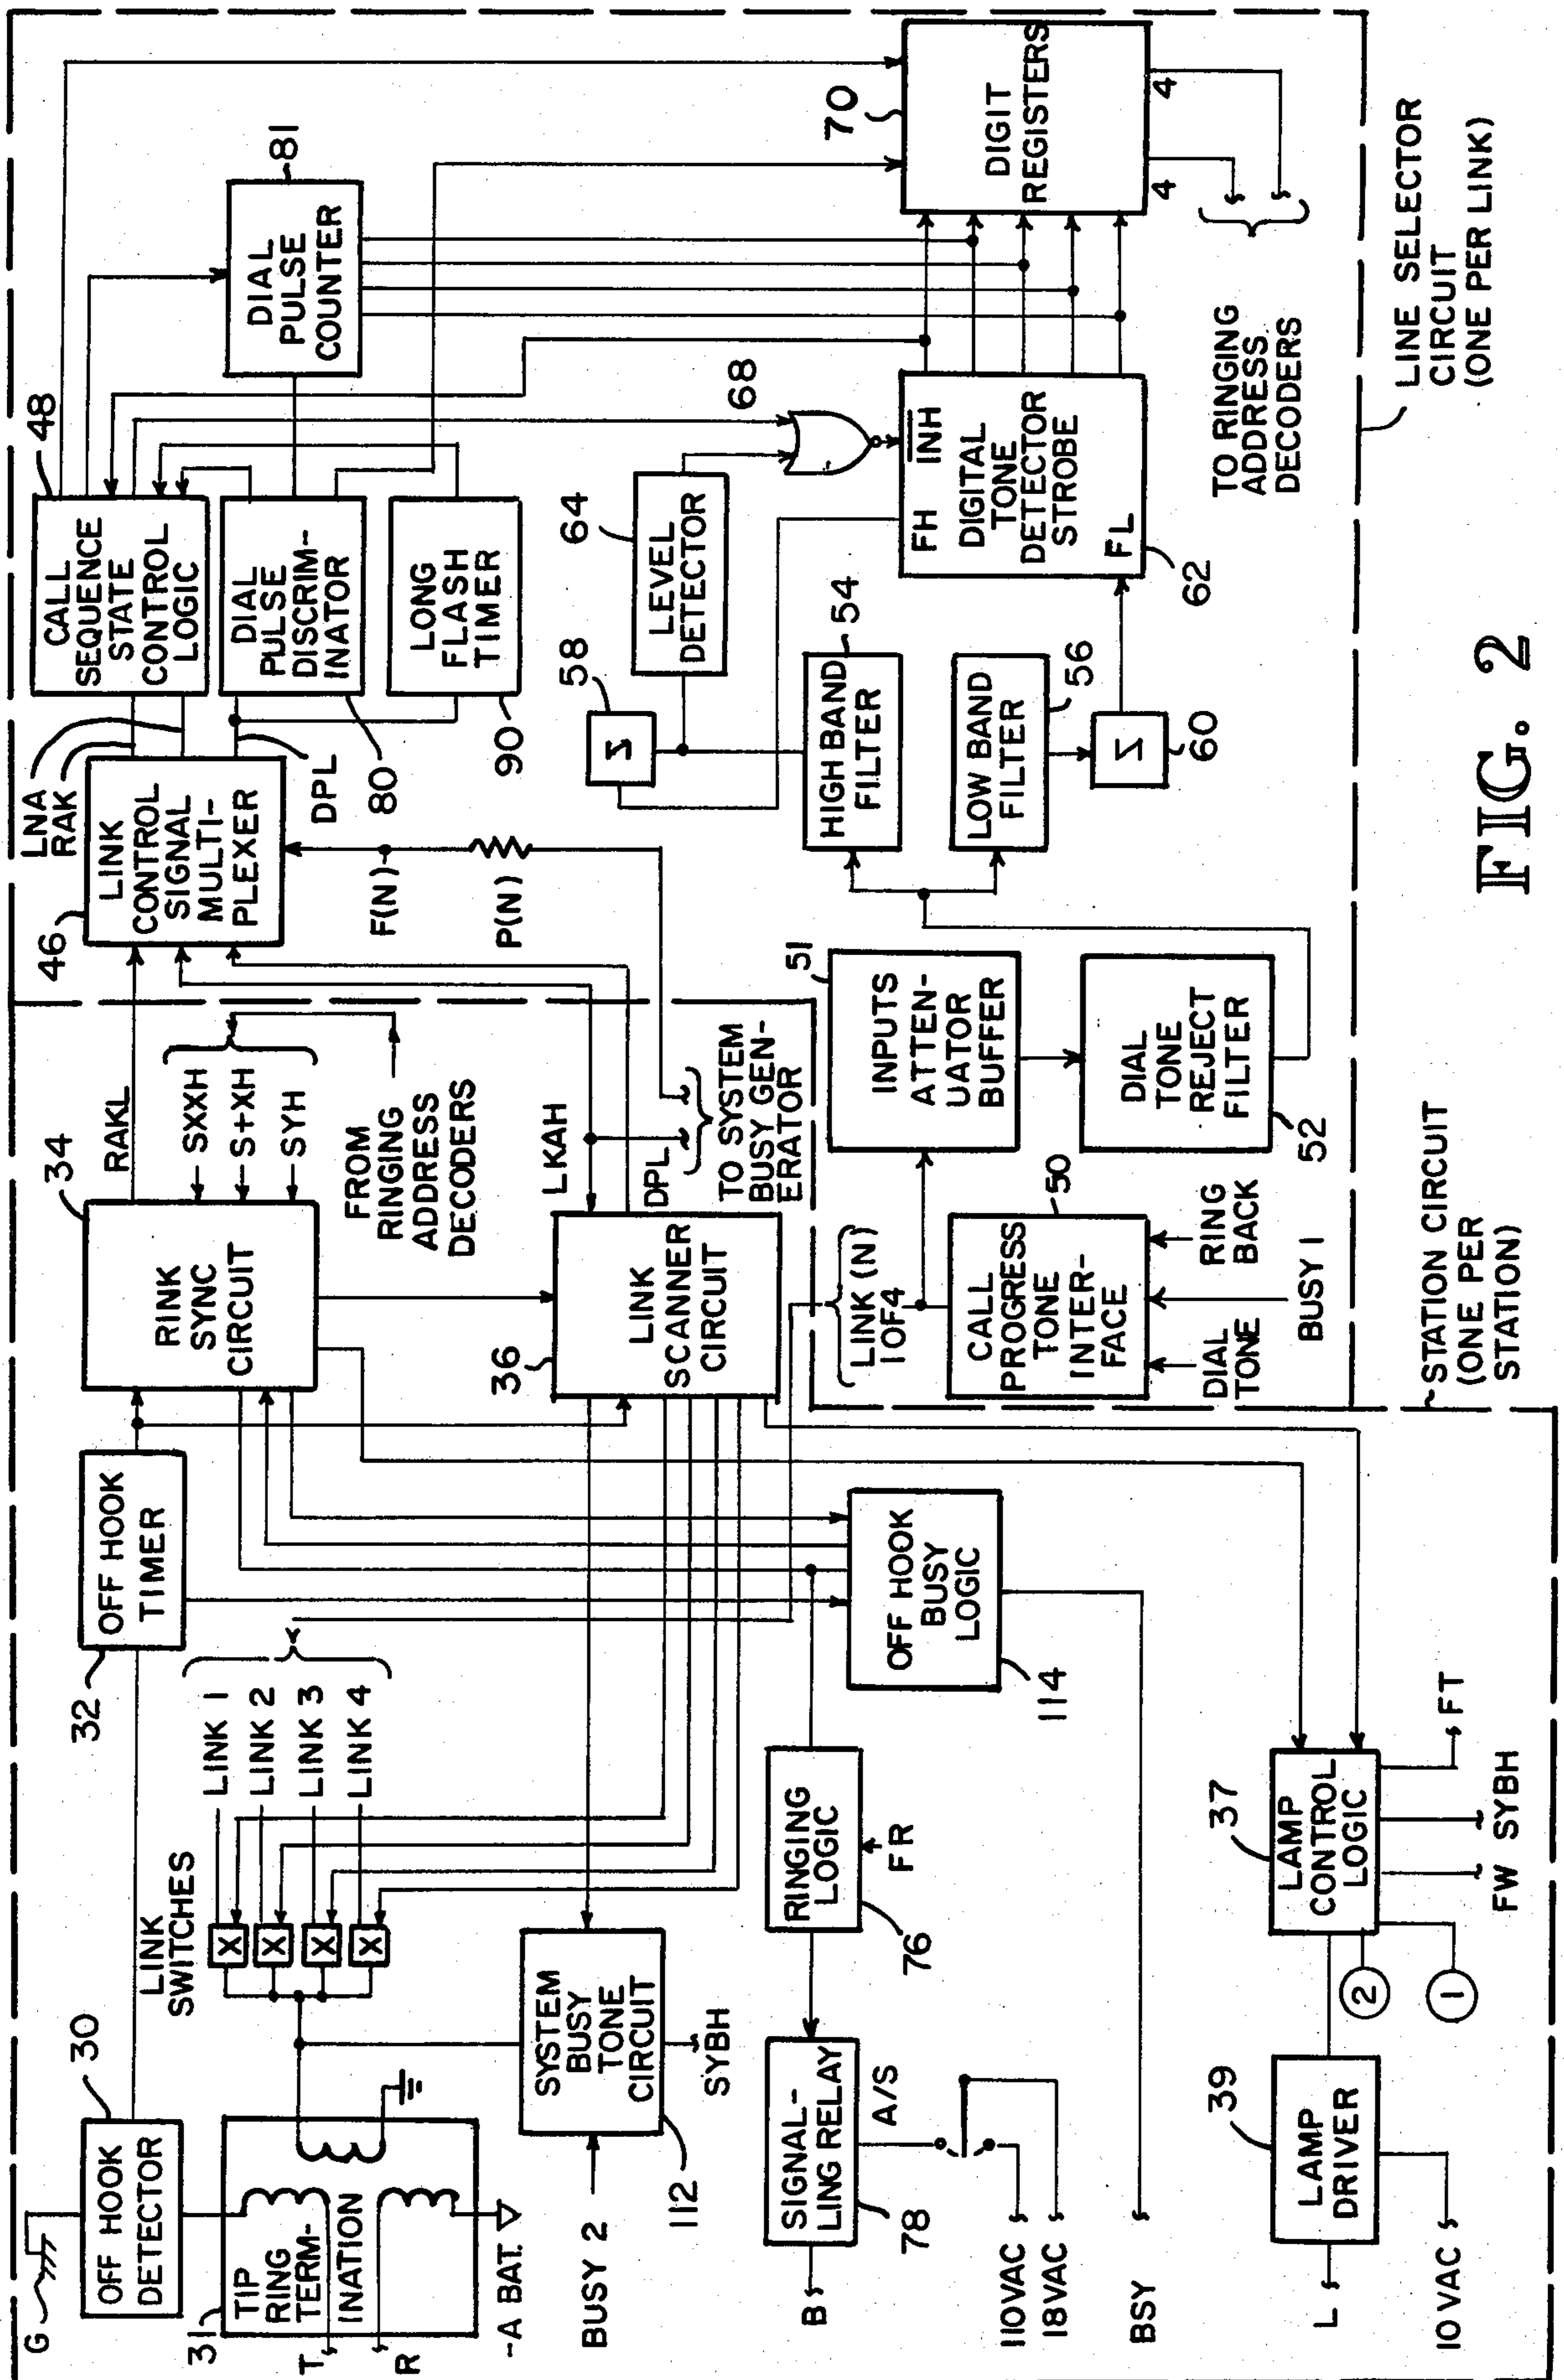 G
30
OFF HOOK
DETECTOR
31
TIP
RING
TERM-
INATION
T
R
-A BAT.
LINK
SWITCHES
X
X
X
X
LINK 1
LINK 2
LINK 3
LINK 4
32
OFF HOOK
TIMER
34
RINK
SYNC
CIRCUIT
RAKL
SXXH
S+XH
SYH
FROM
RINGING
ADDRESS
DECODERS
36
LINK
SCANNER
CIRCUIT
LKAH
DPL
TO SYSTEM
BUSY GEN-
ERATOR
BUSY 2
SYSTEM
BUSY
TONE
CIRCUIT
112
SYBH
B
SIGNAL-
LING RELAY
78
A/S
110VAC
18VAC
RINGING
LOGIC
76
FR
OFF HOOK
BUSY
LOGIC
114
BSY
L
LAMP
DRIVER
39
10VAC
37
LAMP
CONTROL
LOGIC
2
1
FW
SYBH
FT
STATION CIRCUIT
(ONE PER
STATION)
46
LINK
CONTROL
SIGNAL
MULTI-
PLEXER
LNA
RAK
DPL
F(N)
P(N)
48
CALL
SEQUENCE
STATE
CONTROL
LOGIC
DIAL
PULSE
DISCRIM-
INATOR
80
LONG
FLASH
TIMER
90
81
DIAL
PULSE
COUNTER
LINK (N)
1OF4
CALL
PROGRESS
TONE
INTER-
FACE
50
DIAL
TONE
BUSY 1
RING
BACK
51
INPUTS
ATTEN-
UATOR
BUFFER
DIAL
TONE
REJECT
FILTER
52
HIGH BAND
FILTER
54
LOW BAND
FILTER
56
58
Z
Z
60
64
LEVEL
DETECTOR
68
FH
INH
DIGITAL
TONE
DETECTOR
STROBE
FL
62
70
DIGIT
REGISTERS
4
4
TO RINGING
ADDRESS
DECODERS
LINE SELECTOR
CIRCUIT
(ONE PER LINK)
FIG. 2